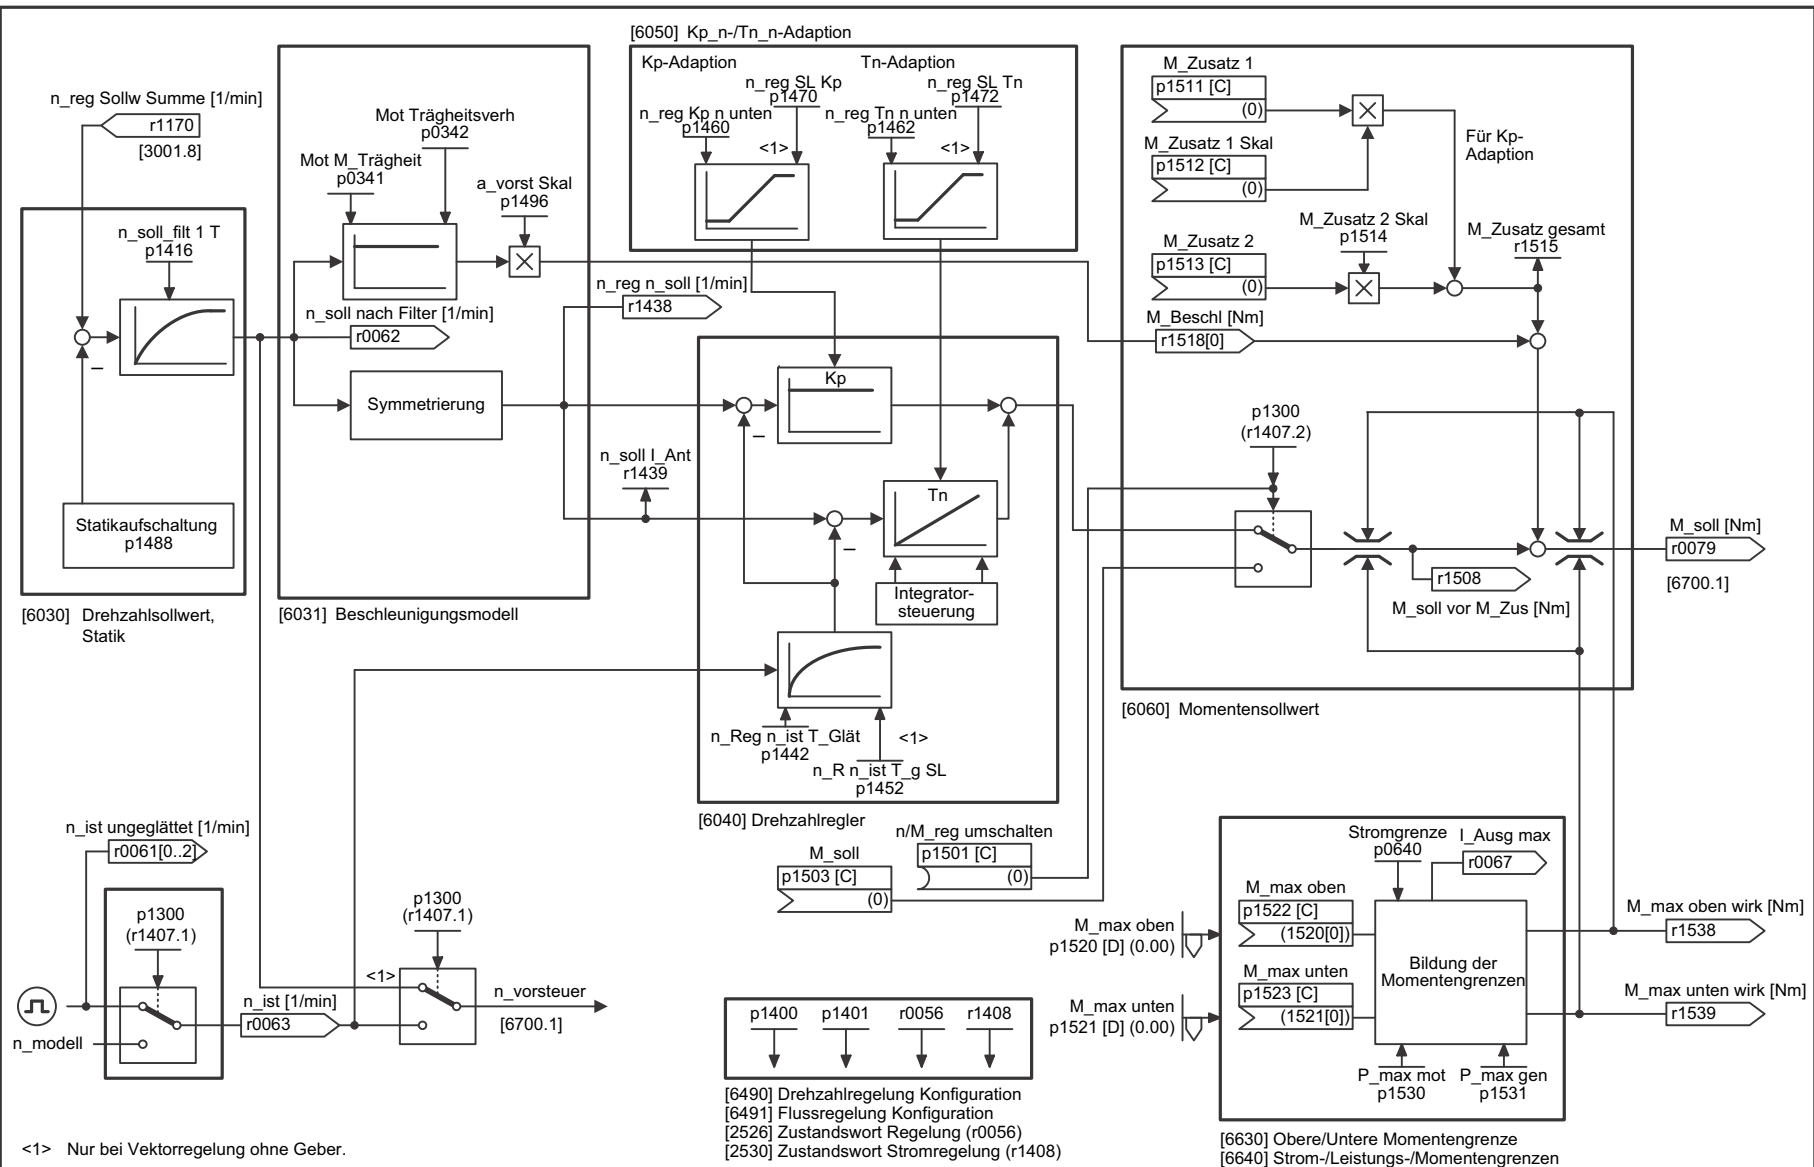 [6050] Kp_n-/Tn_n-Adaption
Kp-Adaption
Tn-Adaption
n_reg SL Kp
p1470
n_reg SL Tn
p1472
n_reg Kp n unten
p1460
n_reg Tn n unten
p1462
<1>
<1>
n_reg Sollw Summe [1/min]
r1170
[3001.8]
Mot Trägheitsverh
p0342
Mot M_Trägheit
p0341
a_vorst Skal
p1496
n_soll_filt 1 T
p1416
n_soll nach Filter [1/min]
r0062
–
Symmetrierung
Statikaufschaltung
p1488
[6030] Drehzahlsollwert,
Statik
[6031] Beschleunigungsmodell
n_reg n_soll [1/min]
r1438
n_soll I_Ant
r1439
Kp
–
Tn
–
Integrator-
steuerung
n_Reg n_ist T_Glät
p1442
<1>
n_R n_ist T_g SL
p1452
[6040] Drehzahlregler
M_Zusatz 1
p1511 [C]
(0)
M_Zusatz 1 Skal
p1512 [C]
(0)
Für Kp-
Adaption
M_Zusatz 2 Skal
p1514
M_Zusatz 2
p1513 [C]
(0)
M_Zusatz gesamt
r1515
M_Beschl [Nm]
r1518[0]
p1300
(r1407.2)
r1508
M_soll vor M_Zus [Nm]
M_soll [Nm]
r0079
[6700.1]
[6060] Momentensollwert
n_ist ungeglättet [1/min]
r0061[0..2]
p1300
(r1407.1)
n_modell
n_ist [1/min]
r0063
p1300
(r1407.1)
<1>
n_vorsteuer
[6700.1]
n/M_reg umschalten
p1501 [C]
(0)
M_soll
p1503 [C]
(0)
p1400
p1401
r0056
r1408
[6490] Drehzahlregelung Konfiguration
[6491] Flussregelung Konfiguration
[2526] Zustandswort Regelung (r0056)
[2530] Zustandswort Stromregelung (r1408)
M_max oben
p1520 [D] (0.00)
M_max unten
p1521 [D] (0.00)
Stromgrenze
p0640
I_Ausg max
r0067
M_max oben
p1522 [C]
(1520[0])
M_max unten
p1523 [C]
(1521[0])
Bildung der
Momentengrenzen
P_max mot
p1530
P_max gen
p1531
M_max oben wirk [Nm]
r1538
M_max unten wirk [Nm]
r1539
[6630] Obere/Untere Momentengrenze
[6640] Strom-/Leistungs-/Momentengrenzen
<1> Nur bei Vektorregelung ohne Geber.